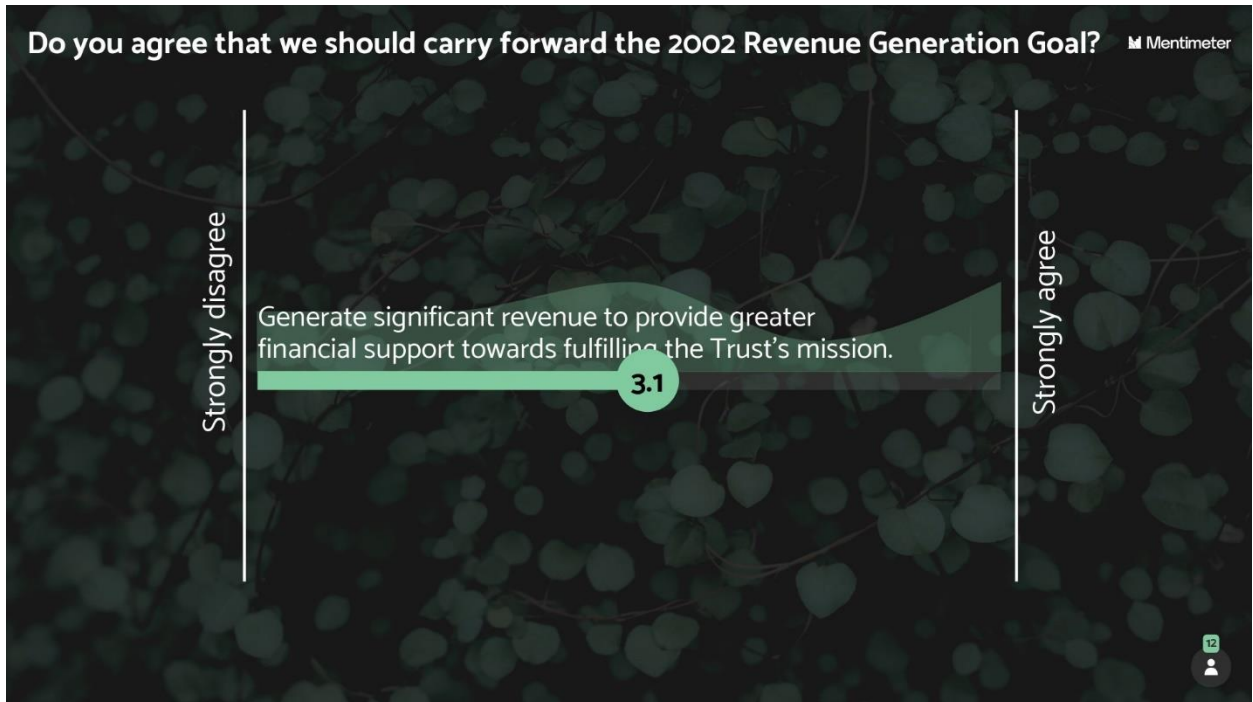 Do you agree that we should carry forward the 2002 Revenue Generation Goal?
Mentimeter
Strongly disagree
Generate significant revenue to provide greater
financial support towards fulfilling the Trust's mission.
3.1
Strongly agree
12